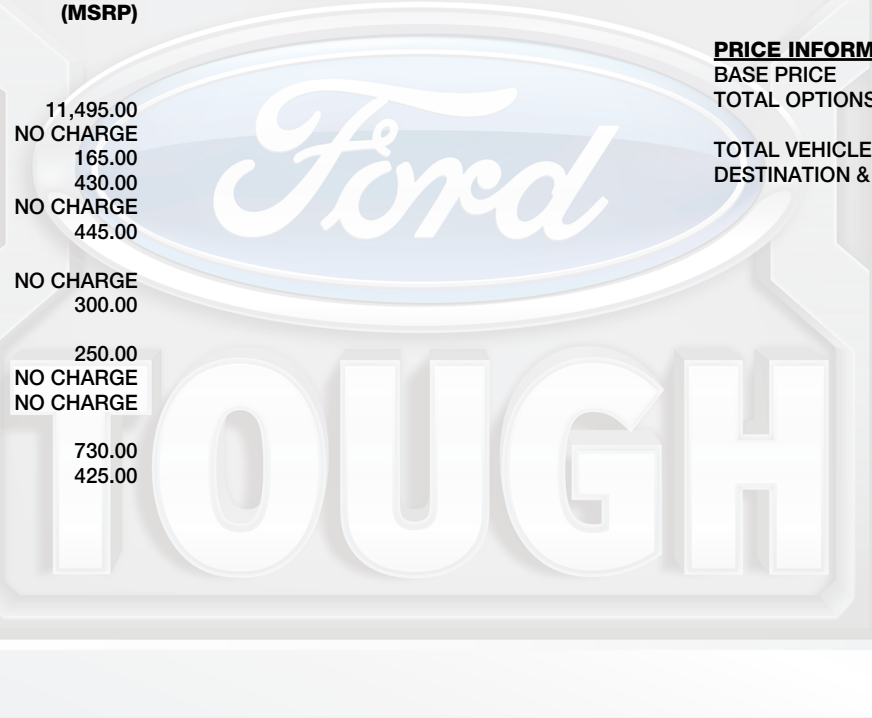 (MSRP)
11,495.00
NO CHARGE
165.00
430.00
NO CHARGE
445.00
NO CHARGE
300.00
250.00
NO CHARGE
NO CHARGE
730.00
425.00
PRICE INFORM
BASE PRICE
TOTAL OPTIONS
TOTAL VEHICLE
DESTINATION &
Ford
TOUGH